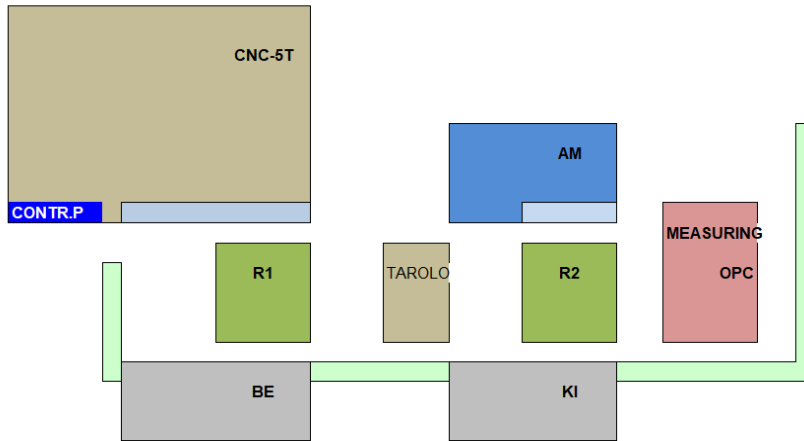 CNC-5T
AM
CONTR.P
MEASURING
R1
TAROLO
R2
OPC
BE
KI